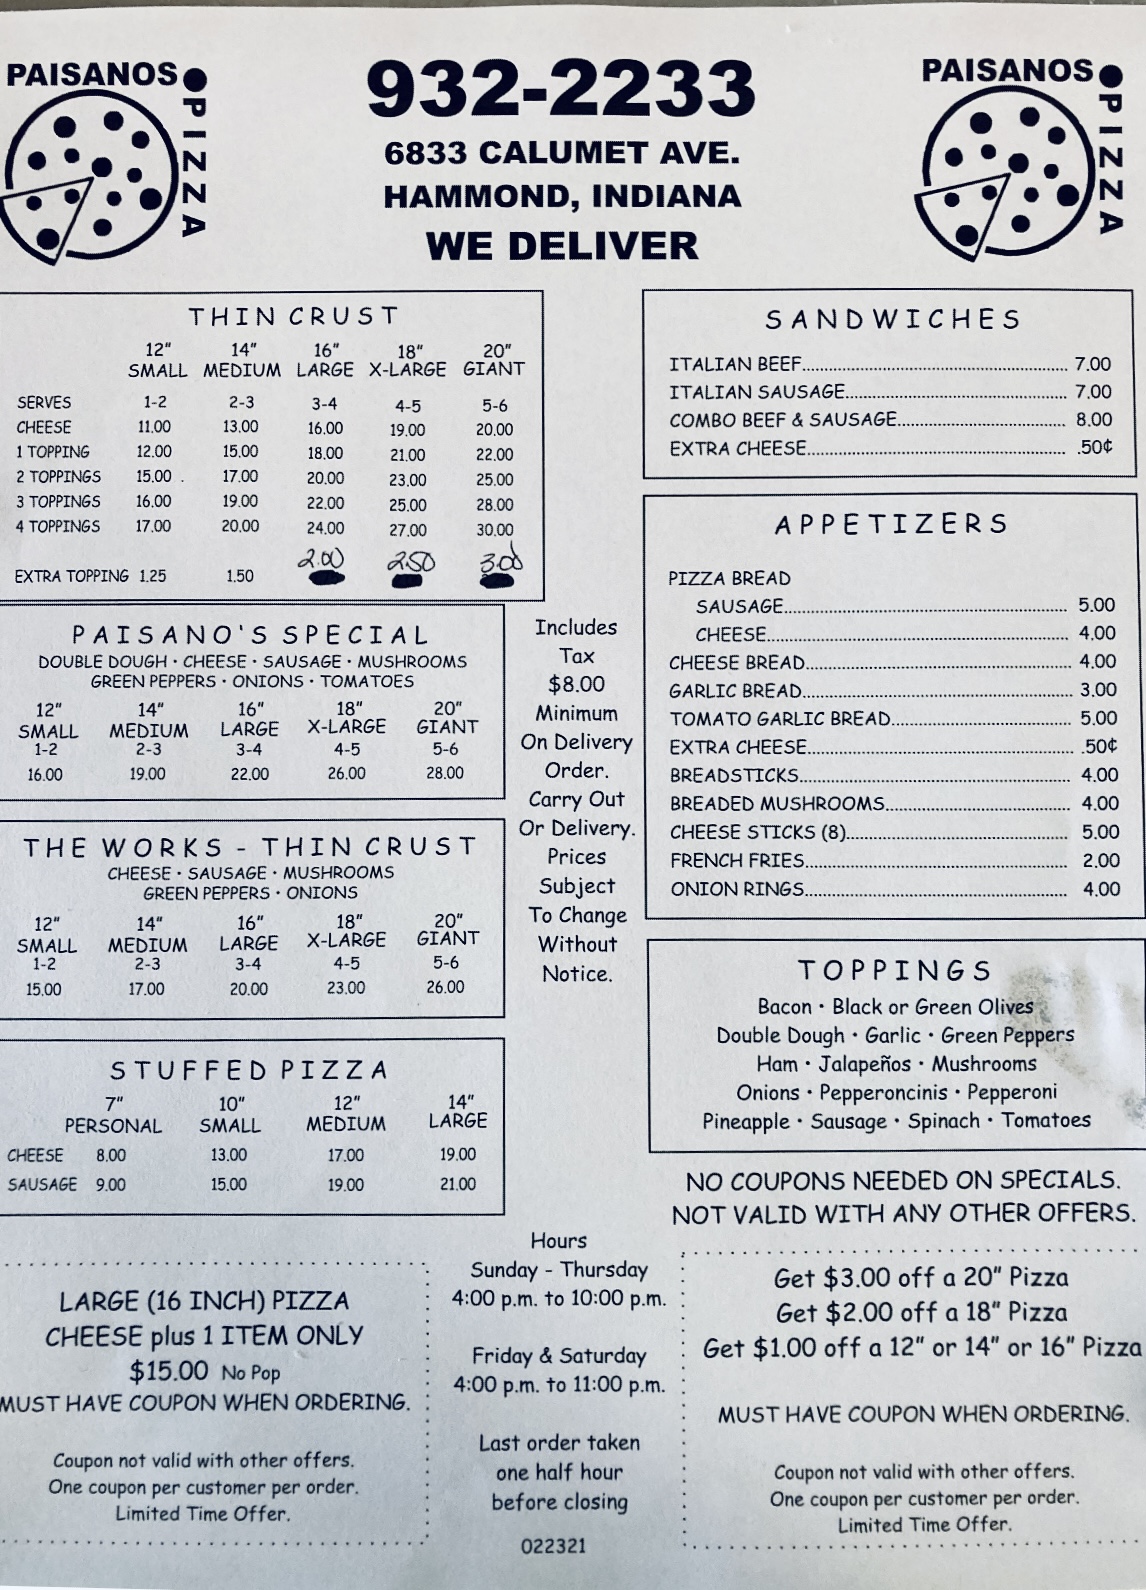 PAISANOS PIZZA
932-2233
6833 CALUMET AVE.
HAMMOND, INDIANA
WE DELIVER
PAISANOS PIZZA
THIN CRUST
12" 14" 16" 18" 20"
SMALL MEDIUM LARGE X-LARGE GIANT
SERVES 1-2 2-3 3-4 4-5 5-6
CHEESE 11.00 13.00 16.00 19.00 20.00
1 TOPPING 12.00 15.00 18.00 21.00 22.00
2 TOPPINGS 15.00 17.00 20.00 23.00 25.00
3 TOPPINGS 16.00 19.00 22.00 25.00 28.00
4 TOPPINGS 17.00 20.00 24.00 27.00 30.00
2.00 2.50 3.00
EXTRA TOPPING 1.25 1.50
PAISANO'S SPECIAL
DOUBLE DOUGH · CHEESE · SAUSAGE · MUSHROOMS
GREEN PEPPERS · ONIONS · TOMATOES
12" 14" 16" 18" 20"
SMALL MEDIUM LARGE X-LARGE GIANT
1-2 2-3 3-4 4-5 5-6
16.00 19.00 22.00 26.00 28.00
THE WORKS - THIN CRUST
CHEESE · SAUSAGE · MUSHROOMS
GREEN PEPPERS · ONIONS
12" 14" 16" 18" 20"
SMALL MEDIUM LARGE X-LARGE GIANT
1-2 2-3 3-4 4-5 5-6
15.00 17.00 20.00 23.00 26.00
STUFFED PIZZA
7" 10" 12" 14"
PERSONAL SMALL MEDIUM LARGE
CHEESE 8.00 13.00 17.00 19.00
SAUSAGE 9.00 15.00 19.00 21.00
Includes
Tax
$8.00
Minimum
On Delivery
Order.
Carry Out
Or Delivery.
Prices
Subject
To Change
Without
Notice.
SANDWICHES
ITALIAN BEEF 7.00
ITALIAN SAUSAGE 7.00
COMBO BEEF & SAUSAGE 8.00
EXTRA CHEESE .50¢
APPETIZERS
PIZZA BREAD
SAUSAGE 5.00
CHEESE 4.00
CHEESE BREAD 4.00
GARLIC BREAD 3.00
TOMATO GARLIC BREAD 5.00
EXTRA CHEESE .50¢
BREADSTICKS 4.00
BREADED MUSHROOMS 4.00
CHEESE STICKS (8) 5.00
FRENCH FRIES 2.00
ONION RINGS 4.00
TOPPINGS
Bacon · Black or Green Olives
Double Dough · Garlic · Green Peppers
Ham · Jalapeños · Mushrooms
Onions · Pepperoncinis · Pepperoni
Pineapple · Sausage · Spinach · Tomatoes
NO COUPONS NEEDED ON SPECIALS.
NOT VALID WITH ANY OTHER OFFERS.
LARGE (16 INCH) PIZZA
CHEESE plus 1 ITEM ONLY
$15.00 No Pop
MUST HAVE COUPON WHEN ORDERING.
Coupon not valid with other offers.
One coupon per customer per order.
Limited Time Offer.
Hours
Sunday - Thursday
4:00 p.m. to 10:00 p.m.
Friday & Saturday
4:00 p.m. to 11:00 p.m.
Last order taken
one half hour
before closing
022321
Get $3.00 off a 20" Pizza
Get $2.00 off a 18" Pizza
Get $1.00 off a 12" or 14" or 16" Pizza
MUST HAVE COUPON WHEN ORDERING.
Coupon not valid with other offers.
One coupon per customer per order.
Limited Time Offer.